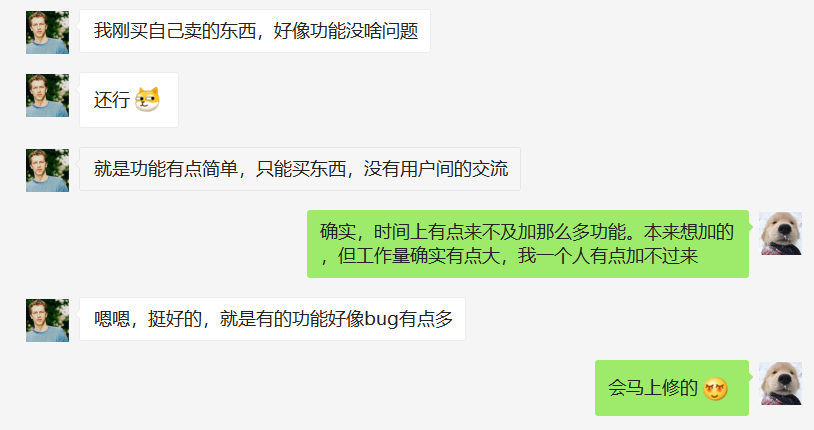 我刚买自己卖的东西，好像功能没啥问题
还行
就是功能有点简单，只能买东西，没有用户间的交流
确实，时间上有点来不及加那么多功能。本来想加的
，但工作量确实有点大，我一个人有点加不过来
嗯嗯，挺好的，就是有的功能好像bug有点多
会马上修的